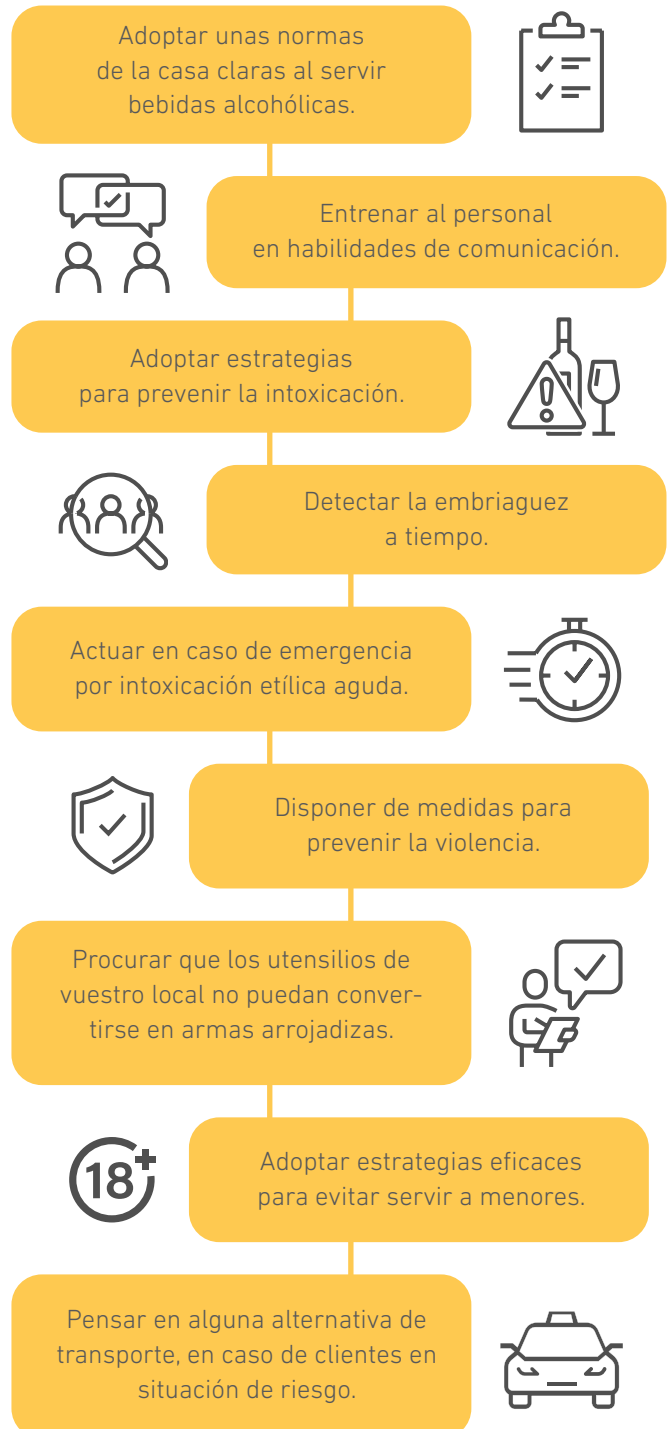 Adoptar unas normas
de la casa claras al servir
bebidas alcohólicas.
Entrenar al personal
en habilidades de comunicación.
Adoptar estrategias
para prevenir la intoxicación.
Detectar la embriaguez
a tiempo.
Actuar en caso de emergencia
por intoxicación etílica aguda.
Disponer de medidas para
prevenir la violencia.
Procurar que los utensilios de
vuestro local no puedan conver-
tirse en armas arrojadizas.
18+
Adoptar estrategias eficaces
para evitar servir a menores.
Pensar en alguna alternativa de
transporte, en caso de clientes en
situación de riesgo.